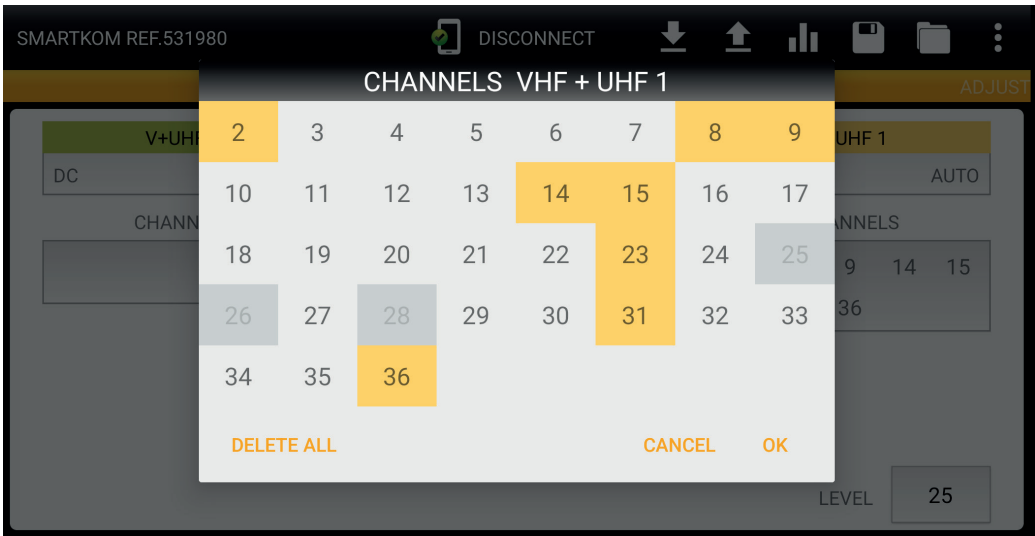 SMARTKOM REF.531980 DISCONNECT
ADJUST
CHANNELS VHF + UHF 1
V+UH UHF 1
DC AUTO
CHANN ANNELS
2 3 4 5 6 7 8 9
10 11 12 13 14 15 16 17
18 19 20 21 22 23 24 25
9 14 15
26 27 28 29 30 31 32 33
36
34 35 36
DELETE ALL CANCEL OK
LEVEL 25